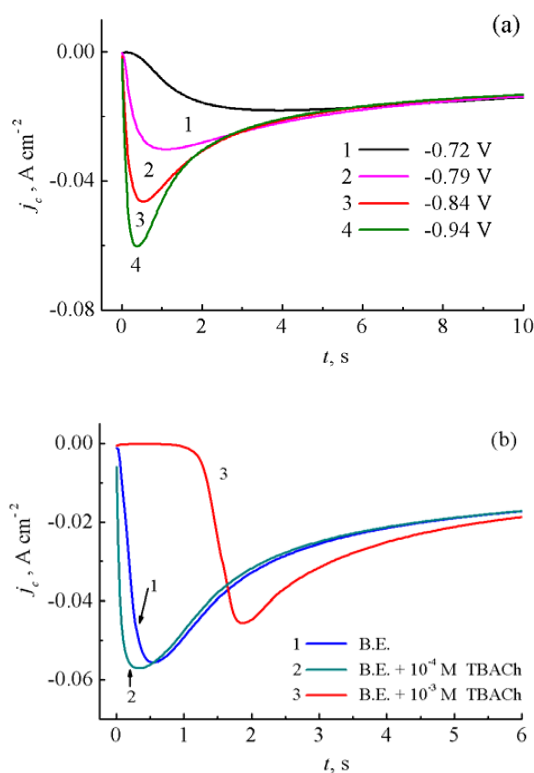 (a)
0.00
-0.04
-0.08
j_c , A cm⁻²
1
2
3
4
1 -0.72 V
2 -0.79 V
3 -0.84 V
4 -0.94 V
0 2 4 6 8 10
t, s
(b)
0.00
-0.02
-0.04
-0.06
j_c , A cm⁻²
3
1
2
1 B.E.
2 B.E. + 10⁻⁴ M TBACh
3 B.E. + 10⁻³ M TBACh
0 1 2 3 4 5 6
t, s